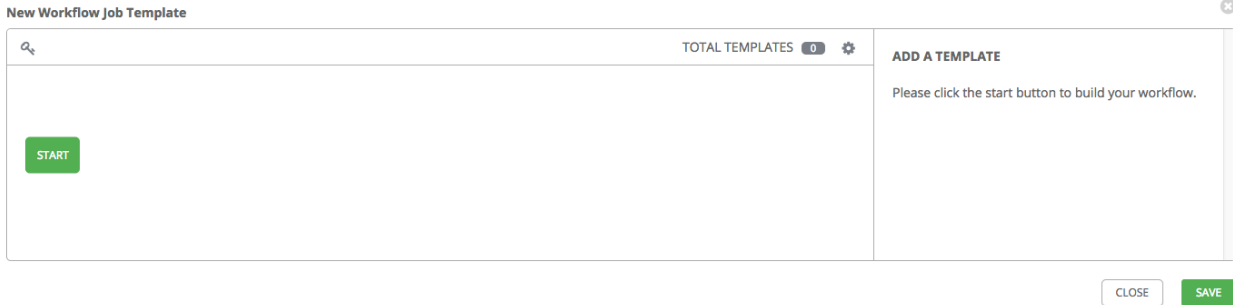 New Workflow Job Template
TOTAL TEMPLATES 0
ADD A TEMPLATE
Please click the start button to build your workflow.
START
CLOSE
SAVE